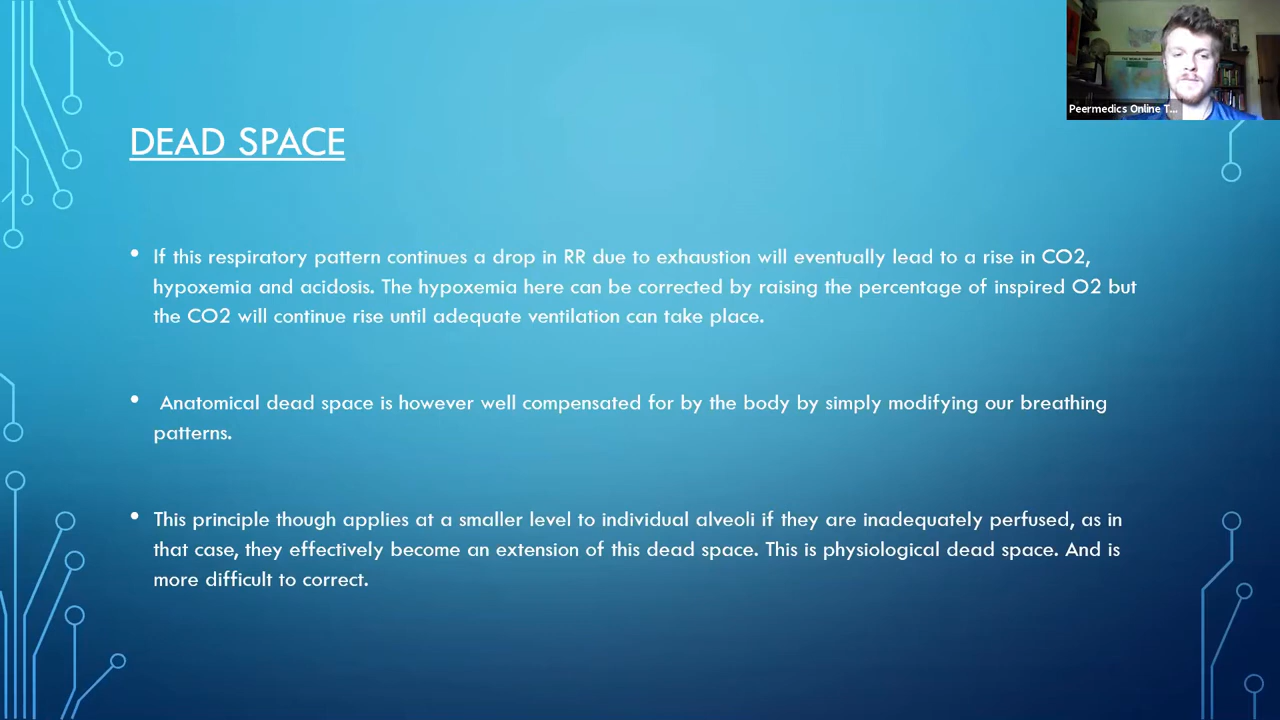 Peermedics Online T...
DEAD SPACE
• If this respiratory pattern continues a drop in RR due to exhaustion will eventually lead to a rise in CO2,
hypoxemia and acidosis. The hypoxemia here can be corrected by raising the percentage of inspired O2 but
the CO2 will continue rise until adequate ventilation can take place.
• Anatomical dead space is however well compensated for by the body by simply modifying our breathing
patterns.
• This principle though applies at a smaller level to individual alveoli if they are inadequately perfused, as in
that case, they effectively become an extension of this dead space. This is physiological dead space. And is
more difficult to correct.